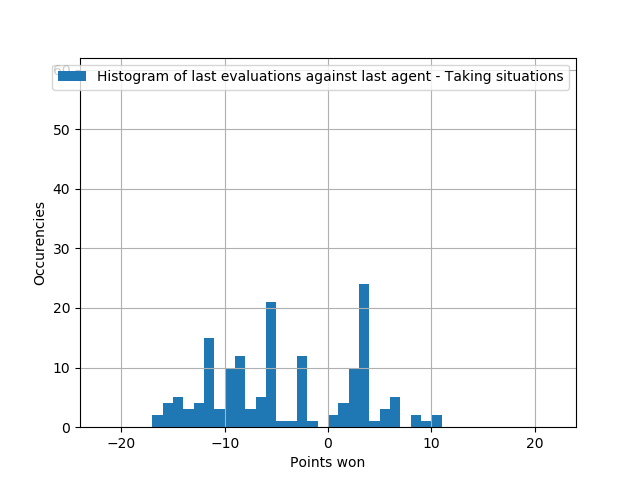 Histogram of last evaluations against last agent - Taking situations
60
50
40
30
20
10
0
Occurencies
−20 −10 0 10 20
Points won